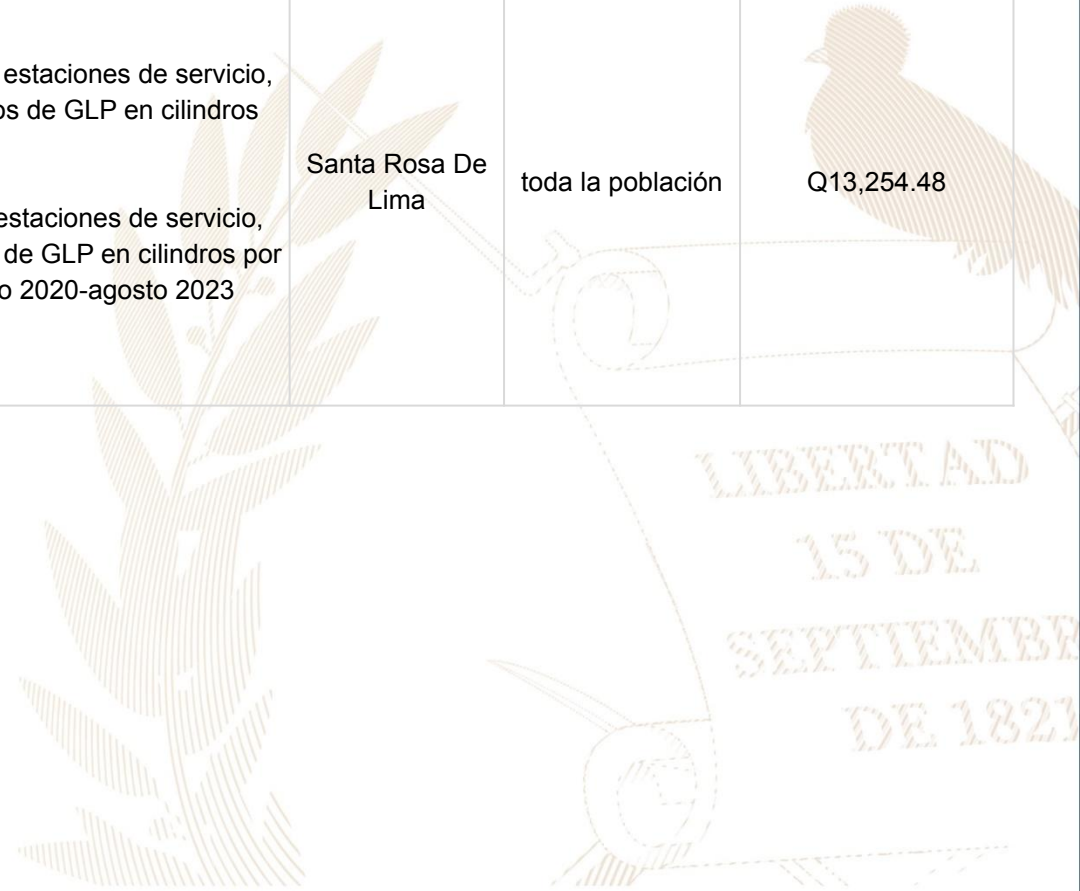 estaciones de servicio,
os de GLP en cilindros
estaciones de servicio,
de GLP en cilindros por
o 2020-agosto 2023
Santa Rosa De
Lima
toda la población
Q13,254.48
LIBERTAD
15 DE
SEPTIEMBR
DE 1821